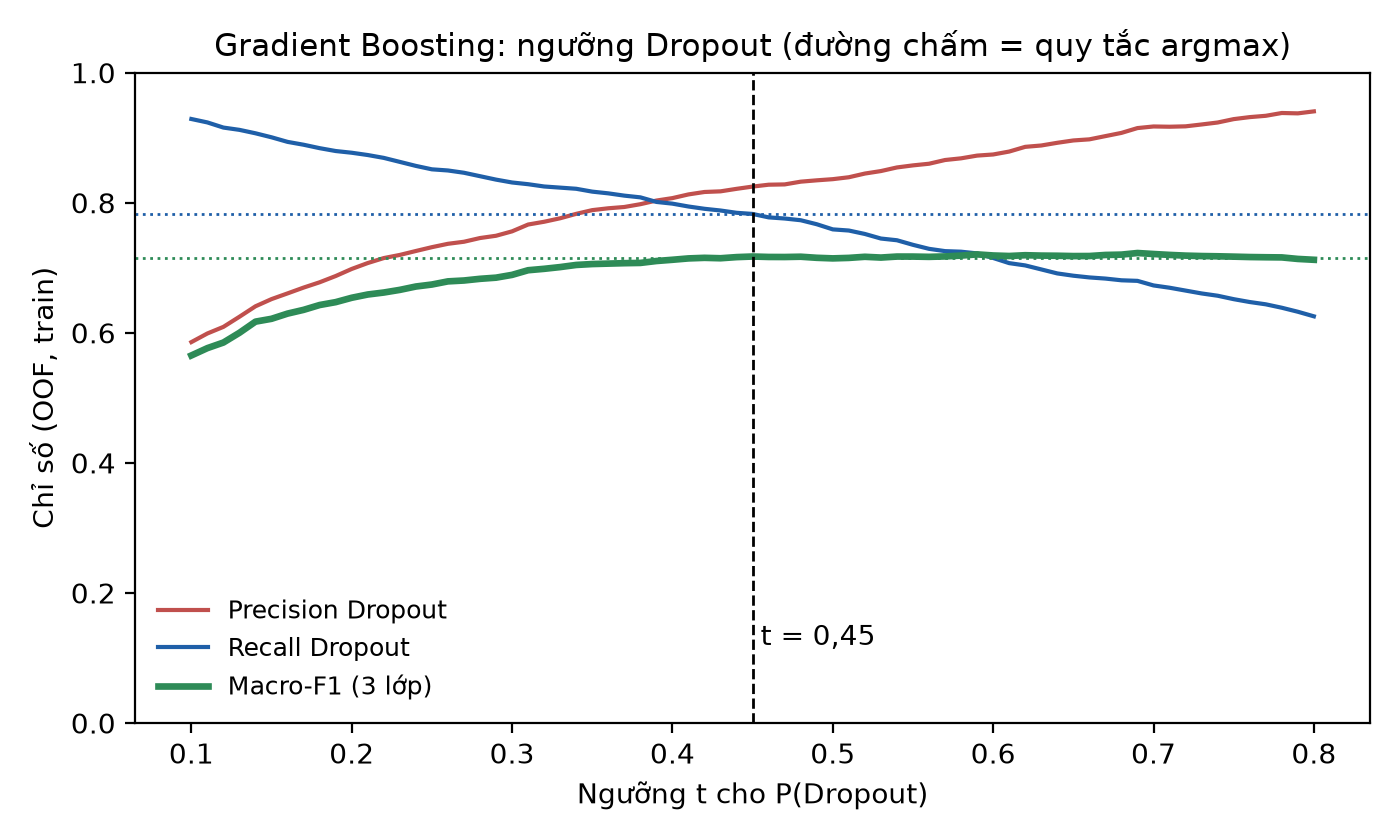 Gradient Boosting: ngưỡng Dropout (đường chấm = quy tắc argmax)
Chỉ số (OOF, train)
1.0
0.8
0.6
0.4
0.2
0.0
Precision Dropout
Recall Dropout
Macro-F1 (3 lớp)
t = 0,45
0.1 0.2 0.3 0.4 0.5 0.6 0.7 0.8
Ngưỡng t cho P(Dropout)